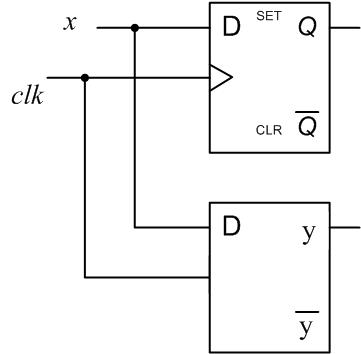 x
D SET Q
clk
CLR Q̅
D y
y̅